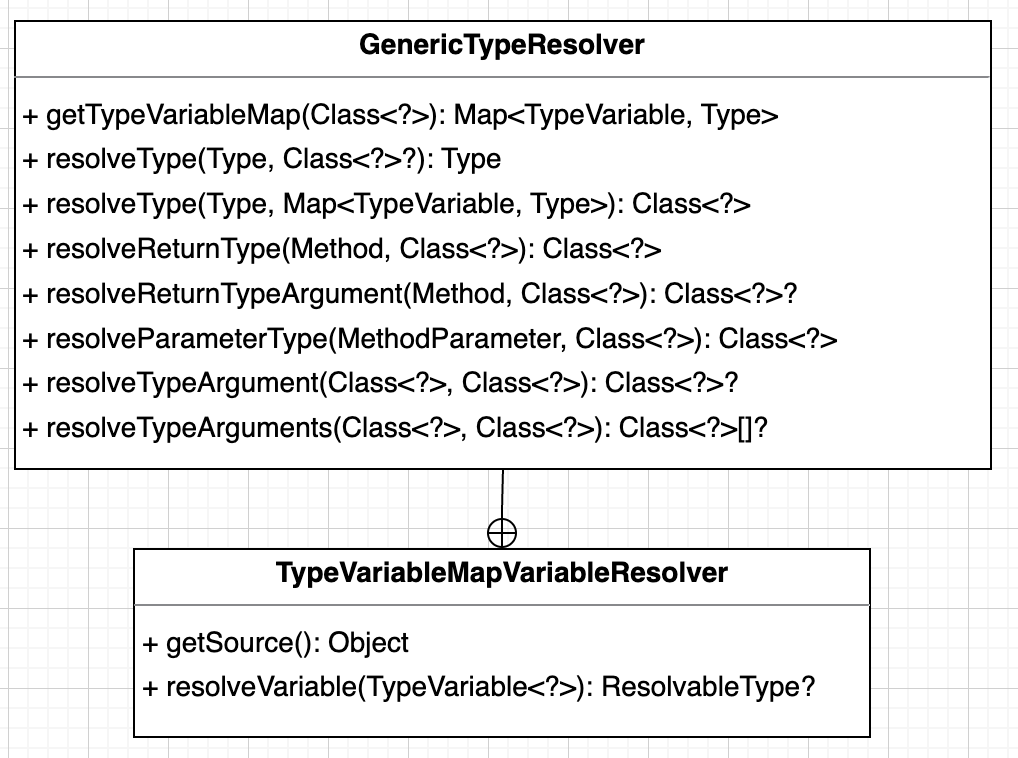 GenericTypeResolver
+ getTypeVariableMap(Class<?>): Map<TypeVariable, Type>
+ resolveType(Type, Class<?>?): Type
+ resolveType(Type, Map<TypeVariable, Type>): Class<?>
+ resolveReturnType(Method, Class<?>): Class<?>
+ resolveReturnTypeArgument(Method, Class<?>): Class<?>?
+ resolveParameterType(MethodParameter, Class<?>): Class<?>
+ resolveTypeArgument(Class<?>, Class<?>): Class<?>?
+ resolveTypeArguments(Class<?>, Class<?>): Class<?>[]?
TypeVariableMapVariableResolver
+ getSource(): Object
+ resolveVariable(TypeVariable<?>): ResolvableType?